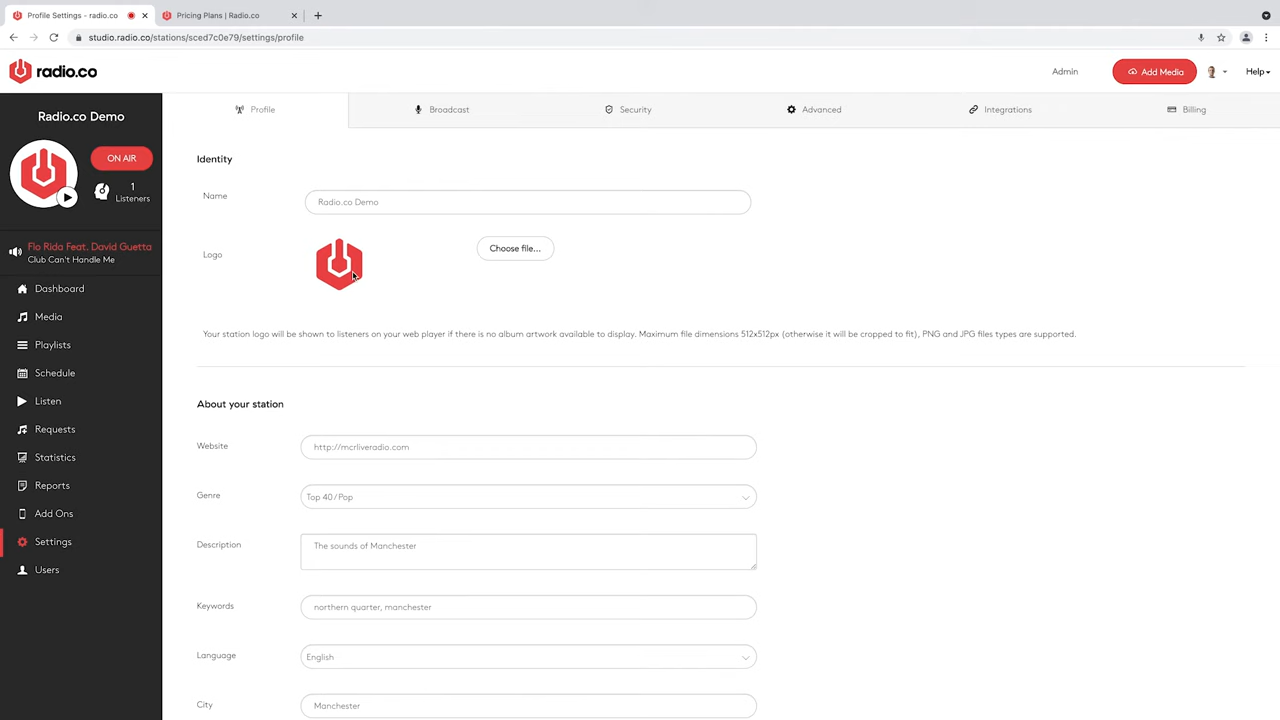 Profile Settings - radio.co
Pricing Plans | Radio.co
studio.radio.co/stations/sced7c0e79/settings/profile
radio.co
Admin
Add Media
Help
Radio.co Demo
ON AIR
1
Listeners
Flo Rida Feat. David Guetta
Club Can't Handle Me
Dashboard
Media
Playlists
Schedule
Listen
Requests
Statistics
Reports
Add Ons
Settings
Users
Profile
Broadcast
Security
Advanced
Integrations
Billing
Identity
Name
Radio.co Demo
Logo
Choose file...
Your station logo will be shown to listeners on your web player if there is no album artwork available to display. Maximum file dimensions 512x512px (otherwise it will be cropped to fit), PNG and JPG files types are supported.
About your station
Website
http://mcrliveradio.com
Genre
Top 40/Pop
Description
The sounds of Manchester
Keywords
northern quarter, manchester
Language
English
City
Manchester